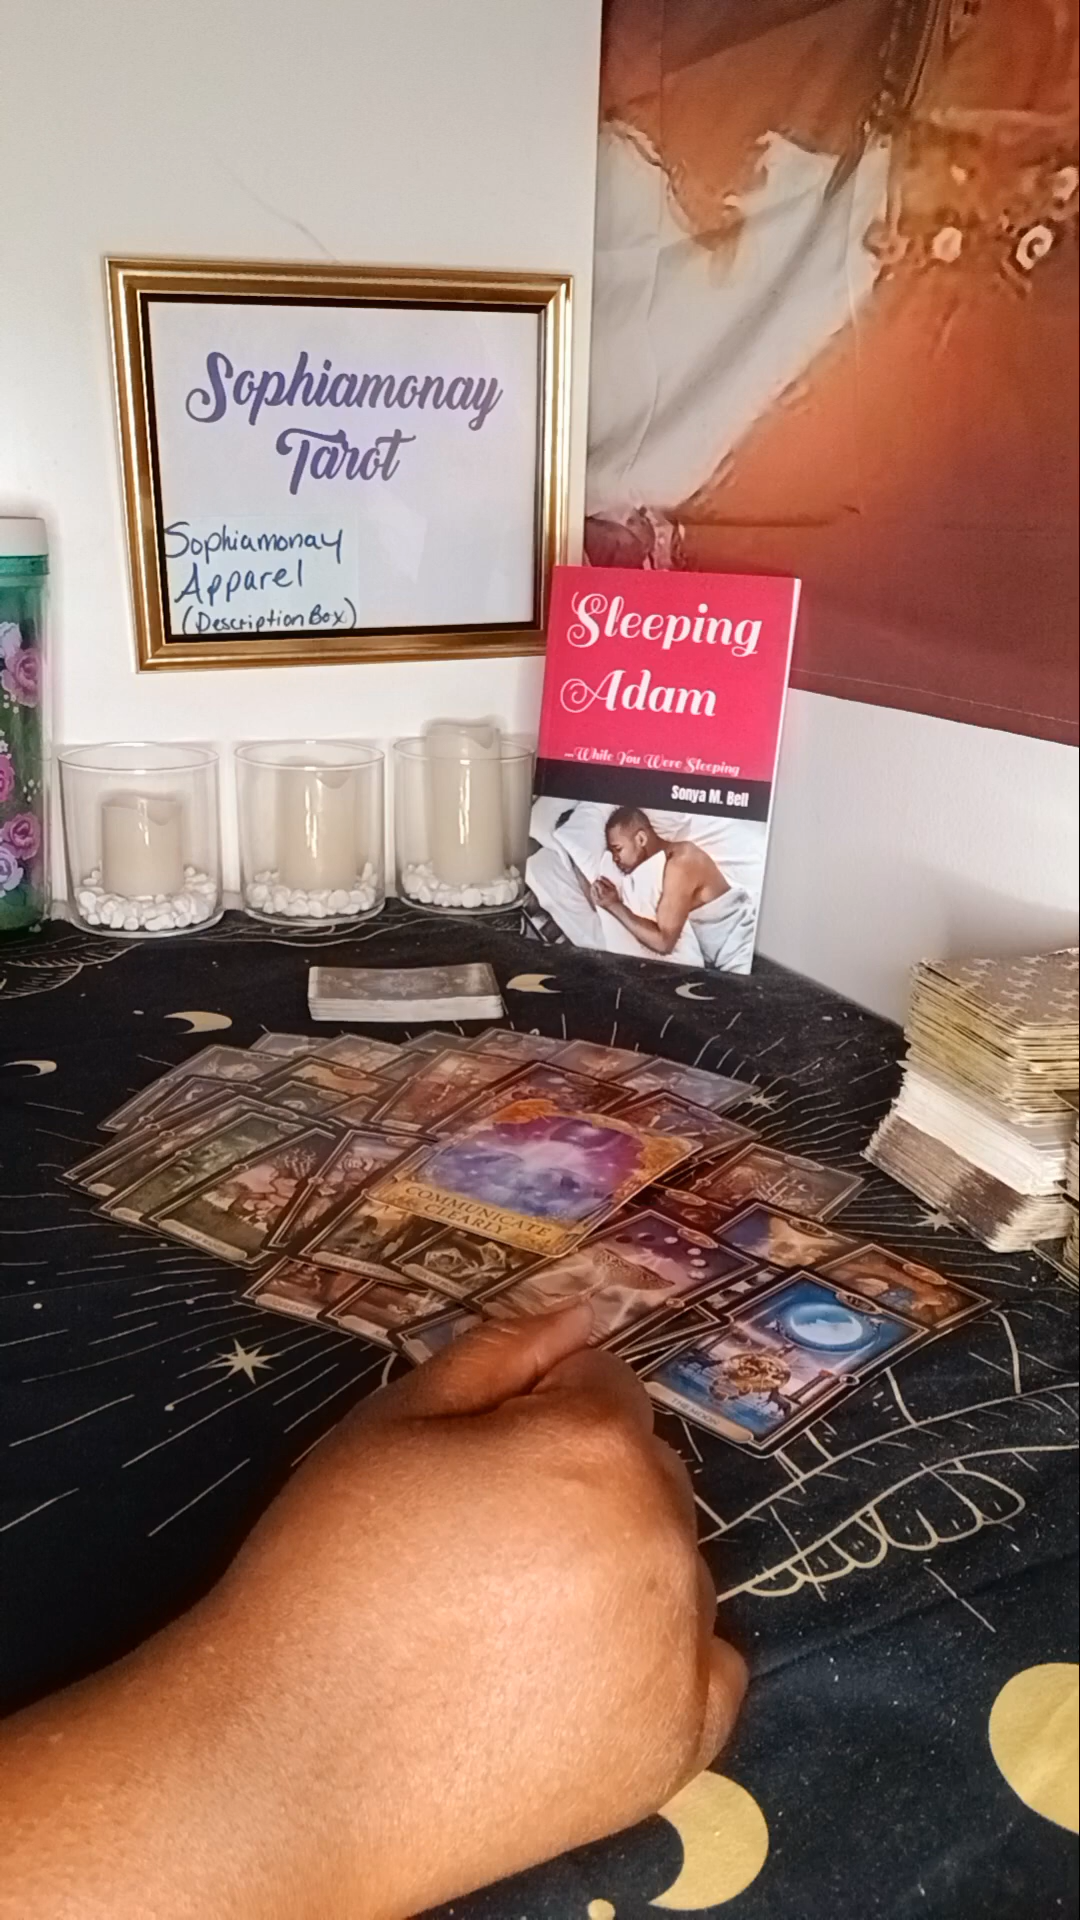 Sophiamonay
Tarot
Sophiamonay
Apparel
(Description Box)
Sleeping
Adam
...While You Were Sleeping
Sonya M. Bell
COMMUNICATE
CLEARLY
THE MOON